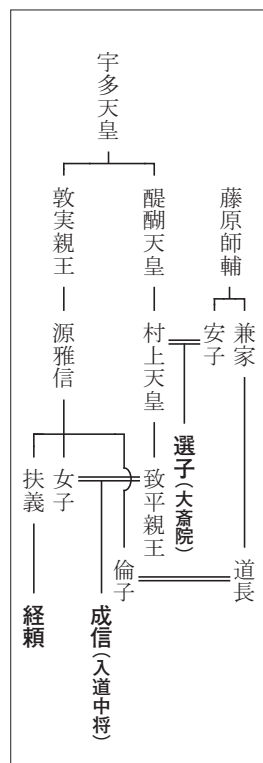 藤原師輔
兼家
安子
道長
選子(大斎院)
宇多天皇
醍醐天皇
村上天皇
致平親王
倫子
成信(入道中将)
敦実親王
源雅信
女子
扶義
経頼